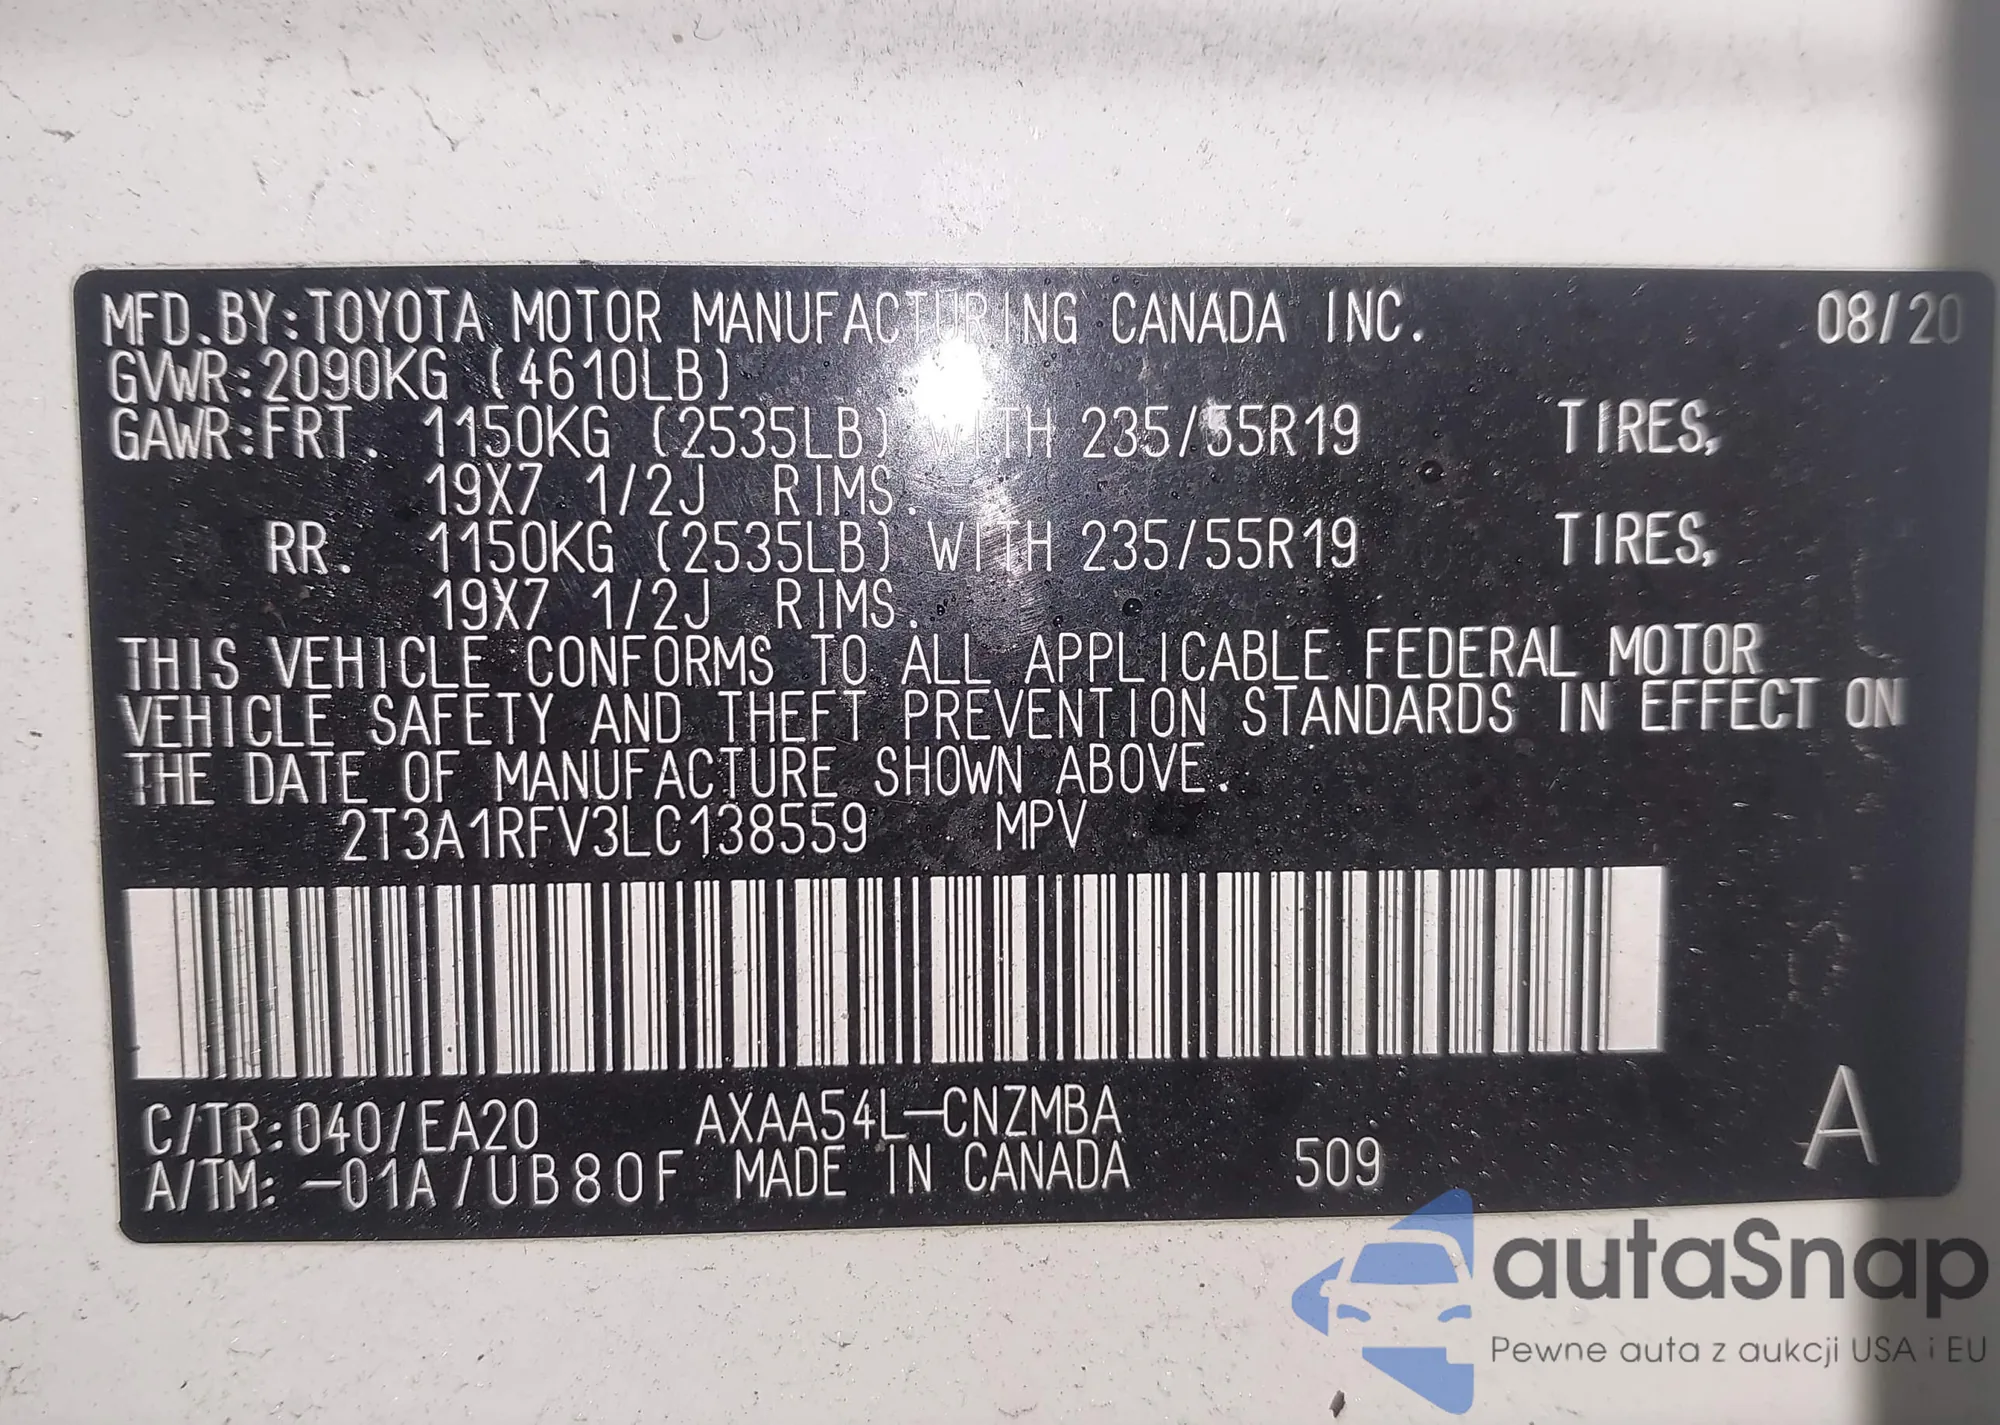 MFD.BY:TOYOTA MOTOR MANUFACTURING CANADA INC. 08/20
GVWR:2090KG (4610LB)
GAWR:FRT. 1150KG (2535LB) WITH 235/55R19 TIRES,
19X7 1/2J RIMS.
RR. 1150KG (2535LB) WITH 235/55R19 TIRES,
19X7 1/2J RIMS.
THIS VEHICLE CONFORMS TO ALL APPLICABLE FEDERAL MOTOR
VEHICLE SAFETY AND THEFT PREVENTION STANDARDS IN EFFECT ON
THE DATE OF MANUFACTURE SHOWN ABOVE.
2T3A1RFV3LC138559 MPV
C/TR:040/EA20 AXAA54L-CNZMBA
A/TM:-01A/UB80F MADE IN CANADA 509 A
autaSnap
Pewne auta z aukcji USA i EU